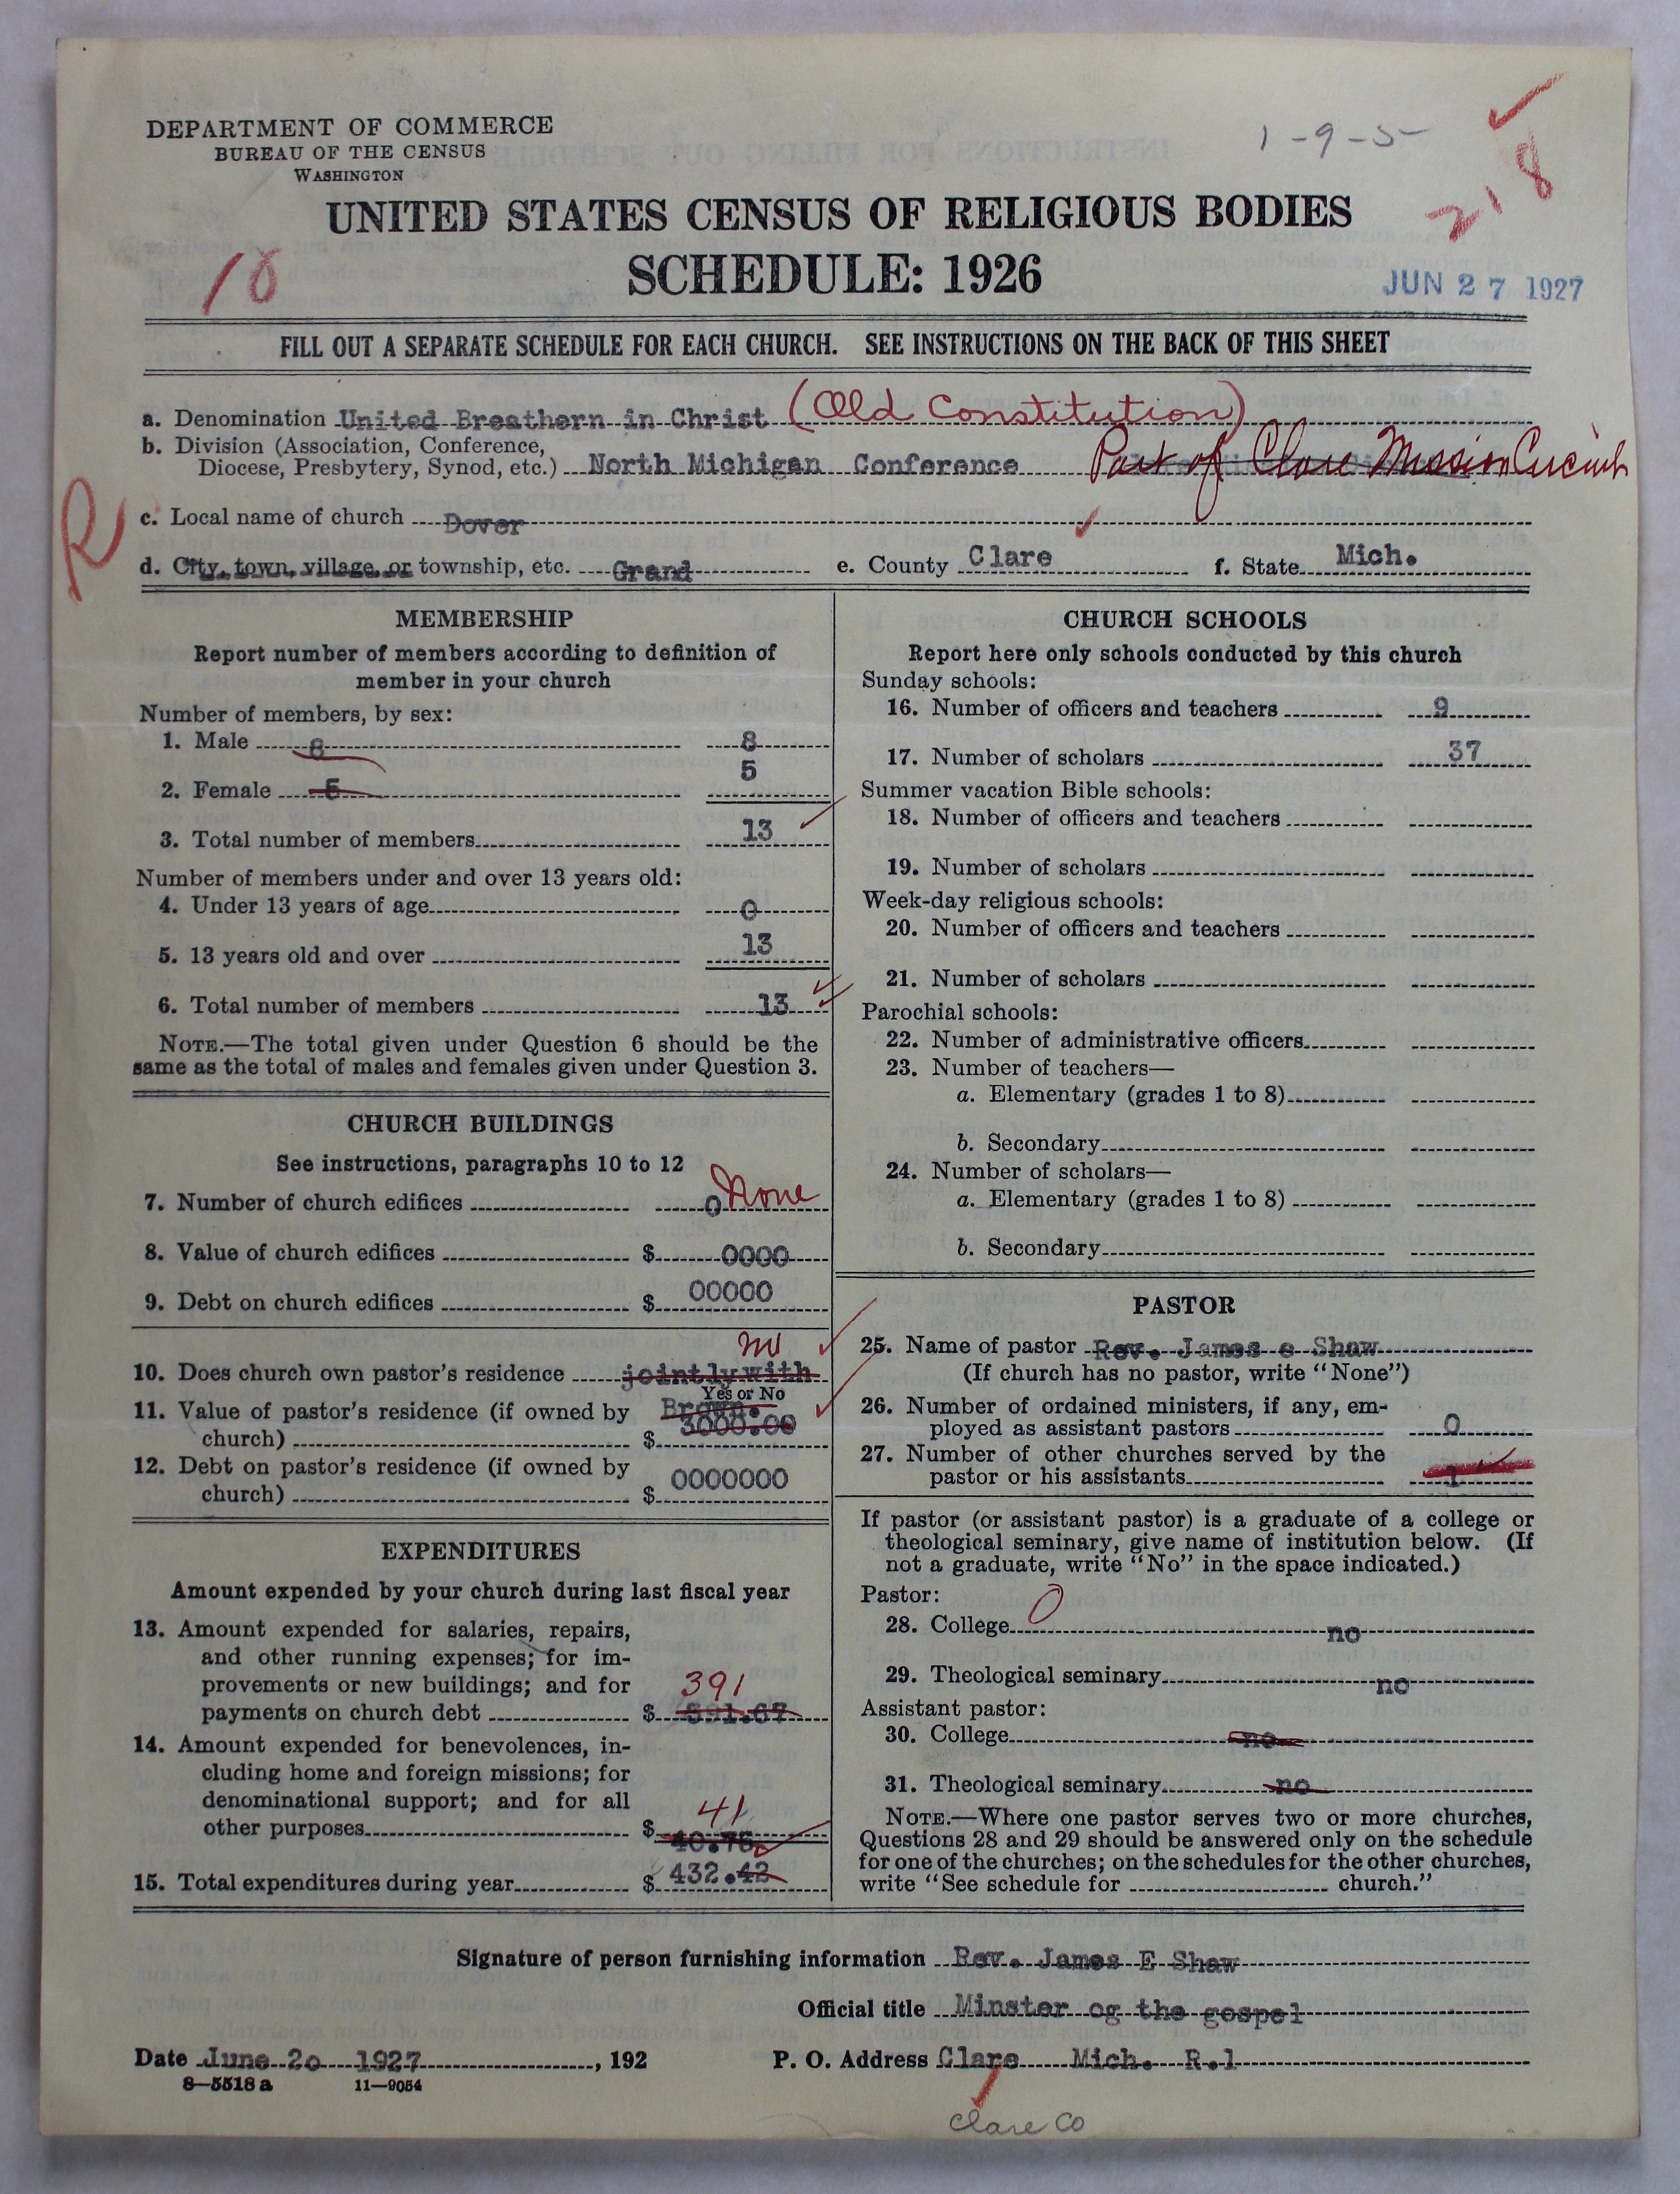 DEPARTMENT OF COMMERCE
BUREAU OF THE CENSUS
WASHINGTON
1-9-5
218
UNITED STATES CENSUS OF RELIGIOUS BODIES
SCHEDULE: 1926
10
JUN 27 1927
FILL OUT A SEPARATE SCHEDULE FOR EACH CHURCH. SEE INSTRUCTIONS ON THE BACK OF THIS SHEET
a. Denomination United Breathern in Christ (Old Constitution)
b. Division (Association, Conference,
Diocese, Presbytery, Synod, etc.) North Michigan Conference Part of Clare Mission Circuit
R
c. Local name of church Dover
d. City, town, village, or township, etc. Grand e. County Clare f. State Mich.
MEMBERSHIP
Report number of members according to definition of
member in your church
Number of members, by sex:
1. Male 8 8
2. Female 5 5
3. Total number of members 13
Number of members under and over 13 years old:
4. Under 13 years of age 0
5. 13 years old and over 13
6. Total number of members 13
NOTE.—The total given under Question 6 should be the
same as the total of males and females given under Question 3.
CHURCH BUILDINGS
See instructions, paragraphs 10 to 12
7. Number of church edifices 0 None
8. Value of church edifices $ 0000
9. Debt on church edifices $ 00000
no
10. Does church own pastor's residence jointly with
Yes or No
11. Value of pastor's residence (if owned by Brown.
church) $ 3000.00
12. Debt on pastor's residence (if owned by
church) $ 0000000
EXPENDITURES
Amount expended by your church during last fiscal year
13. Amount expended for salaries, repairs,
and other running expenses; for im-
provements or new buildings; and for 391
payments on church debt $ 391.67
14. Amount expended for benevolences, in-
cluding home and foreign missions; for
denominational support; and for all 41
other purposes $ 40.75
15. Total expenditures during year $ 432.42
CHURCH SCHOOLS
Report here only schools conducted by this church
Sunday schools:
16. Number of officers and teachers 9
17. Number of scholars 37
Summer vacation Bible schools:
18. Number of officers and teachers
19. Number of scholars
Week-day religious schools:
20. Number of officers and teachers
21. Number of scholars
Parochial schools:
22. Number of administrative officers
23. Number of teachers—
a. Elementary (grades 1 to 8)
b. Secondary
24. Number of scholars—
a. Elementary (grades 1 to 8)
b. Secondary
PASTOR
25. Name of pastor Rev. James e Shaw
(If church has no pastor, write "None")
26. Number of ordained ministers, if any, em-
ployed as assistant pastors 0
27. Number of other churches served by the
pastor or his assistants 1
If pastor (or assistant pastor) is a graduate of a college or
theological seminary, give name of institution below. (If
not a graduate, write "No" in the space indicated.)
Pastor: 0
28. College no
29. Theological seminary no
Assistant pastor:
30. College no
31. Theological seminary no
NOTE.—Where one pastor serves two or more churches,
Questions 28 and 29 should be answered only on the schedule
for one of the churches; on the schedules for the other churches,
write "See schedule for church."
Signature of person furnishing information Rev. James E Shaw
Official title Minster og the gospel
Date June 2o 1927, 192 P. O. Address Clare Mich. R.1
8—5518 a 11—9054
Clare Co